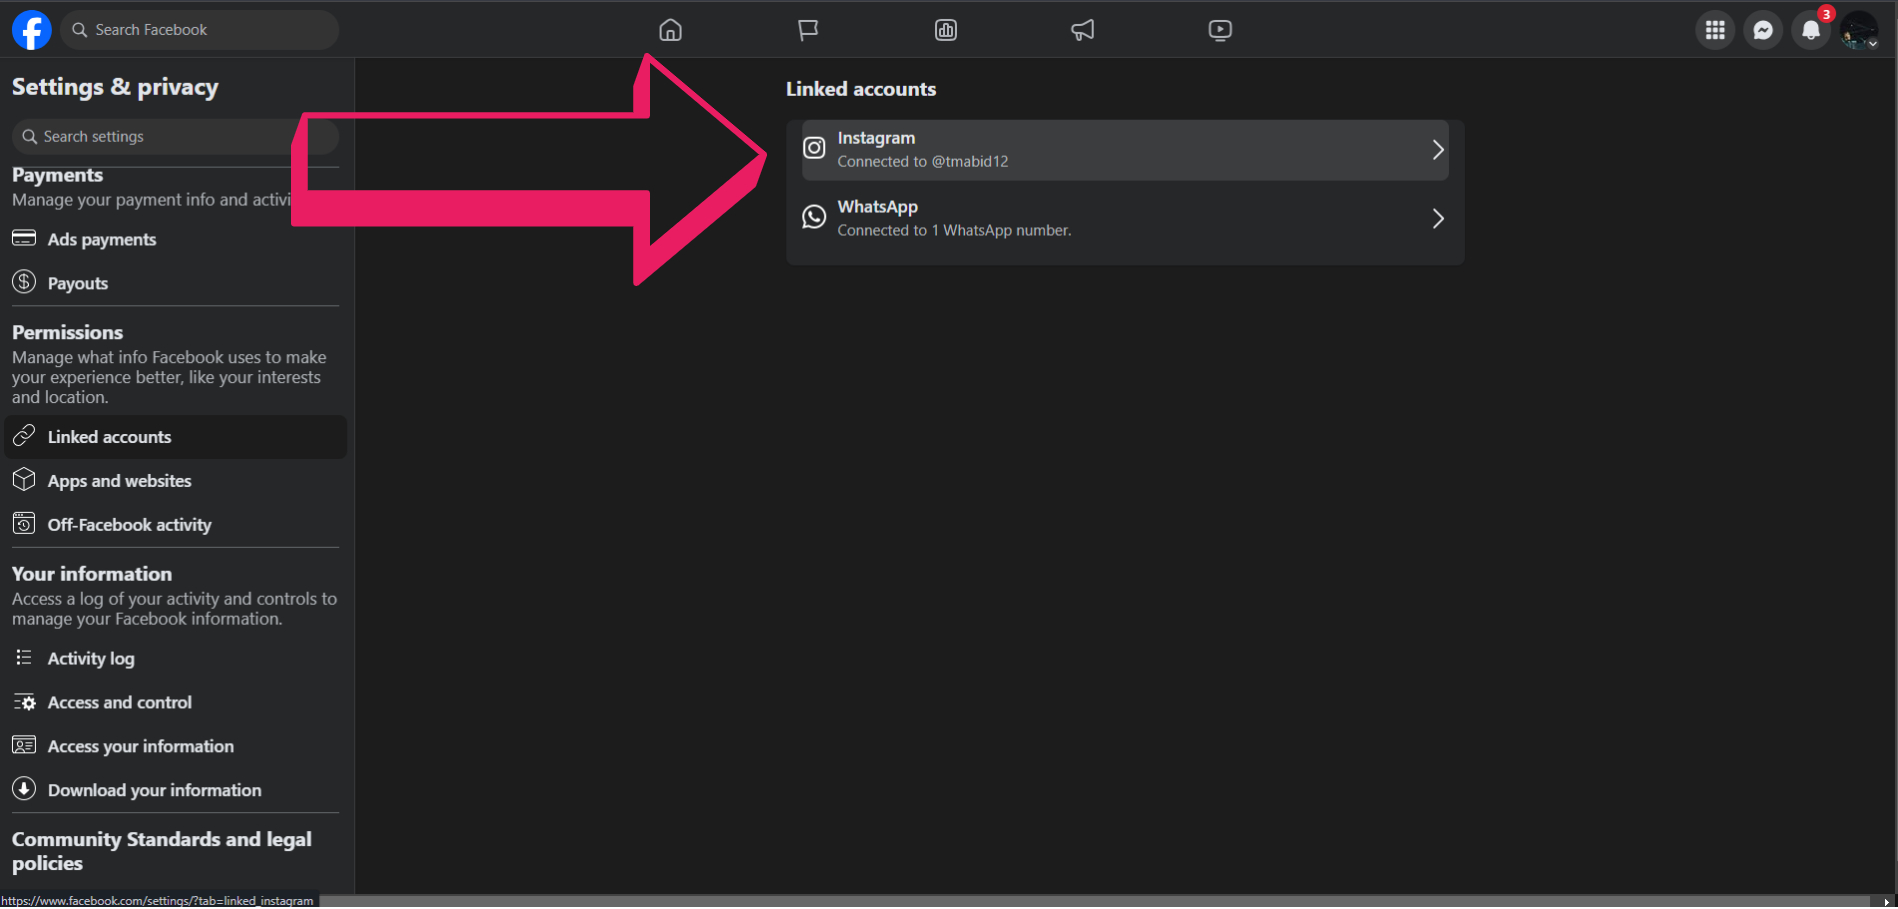 Search Facebook
3
Settings & privacy
Search settings
Payments
Manage your payment info and activi
Ads payments
Payouts
Permissions
Manage what info Facebook uses to make
your experience better, like your interests
and location.
Linked accounts
Apps and websites
Off-Facebook activity
Your information
Access a log of your activity and controls to
manage your Facebook information.
Activity log
Access and control
Access your information
Download your information
Community Standards and legal
policies
https://www.facebook.com/settings/?tab=linked_instagram
Linked accounts
Instagram
Connected to @tmabid12
WhatsApp
Connected to 1 WhatsApp number.